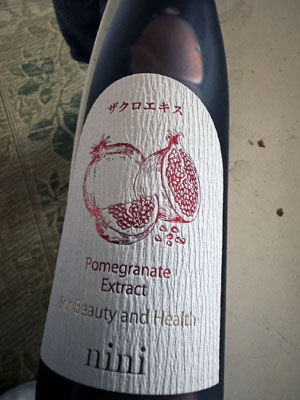 ザクロエキス
Pomegranate
Extract
for Beauty and Health
nini